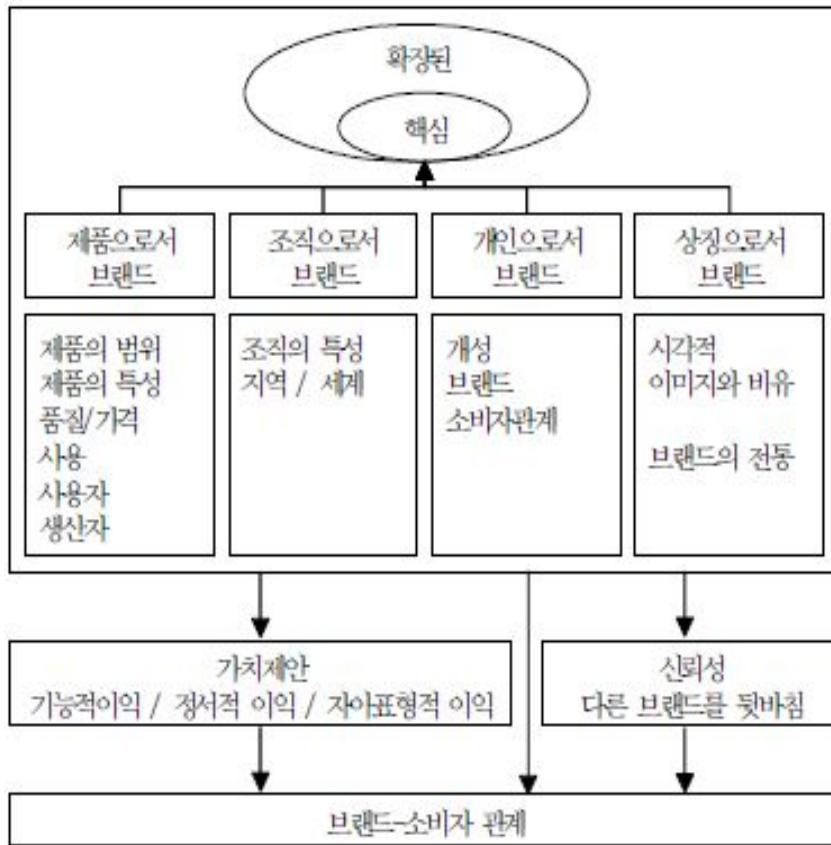 확장된
핵심
제품으로서
브랜드
조직으로서
브랜드
개인으로서
브랜드
상징으로서
브랜드
제품의 범위
제품의 특성
품질/가격
사용
사용자
생산자
조직의 특성
지역 / 세계
개성
브랜드
소비자관계
시각적
이미지와 비유
브랜드의 전통
가치제안
기능적이익 / 정서적 이익 / 자아표형적 이익
신뢰성
다른 브랜드를 뒷바침
브랜드-소비자 관계